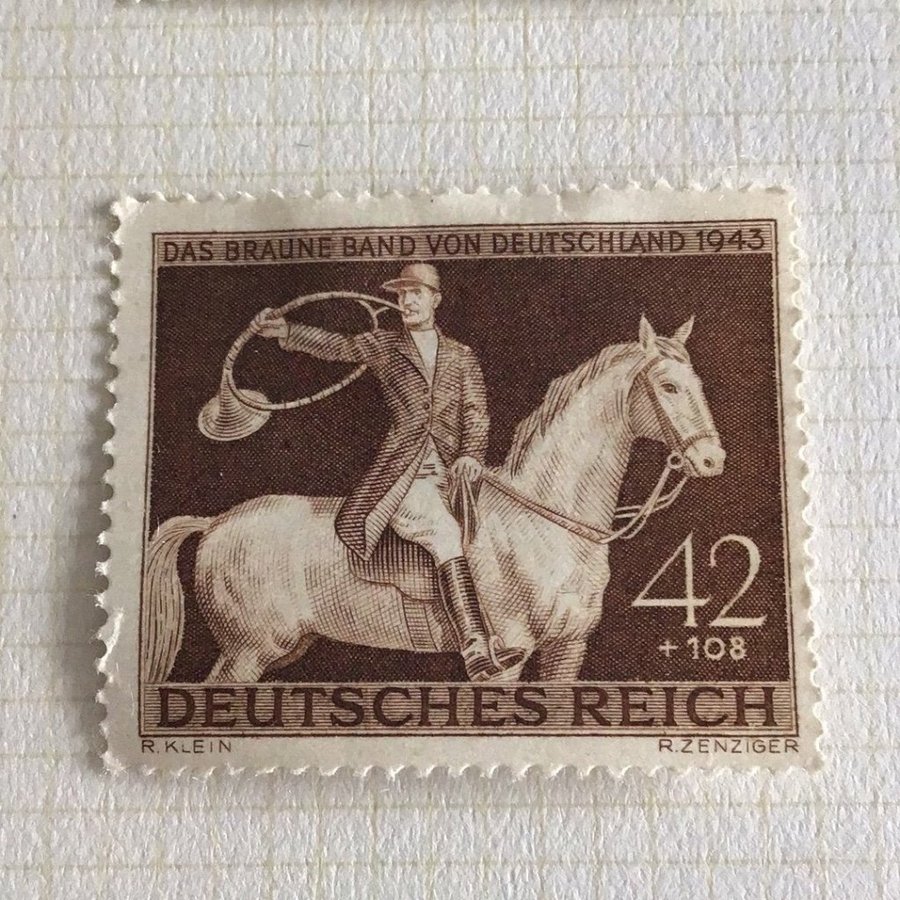 DAS BRAUNE BAND VON DEUTSCHLAND 1943
42
+ 108
DEUTSCHES REICH
R. KLEIN R. ZENZIGER